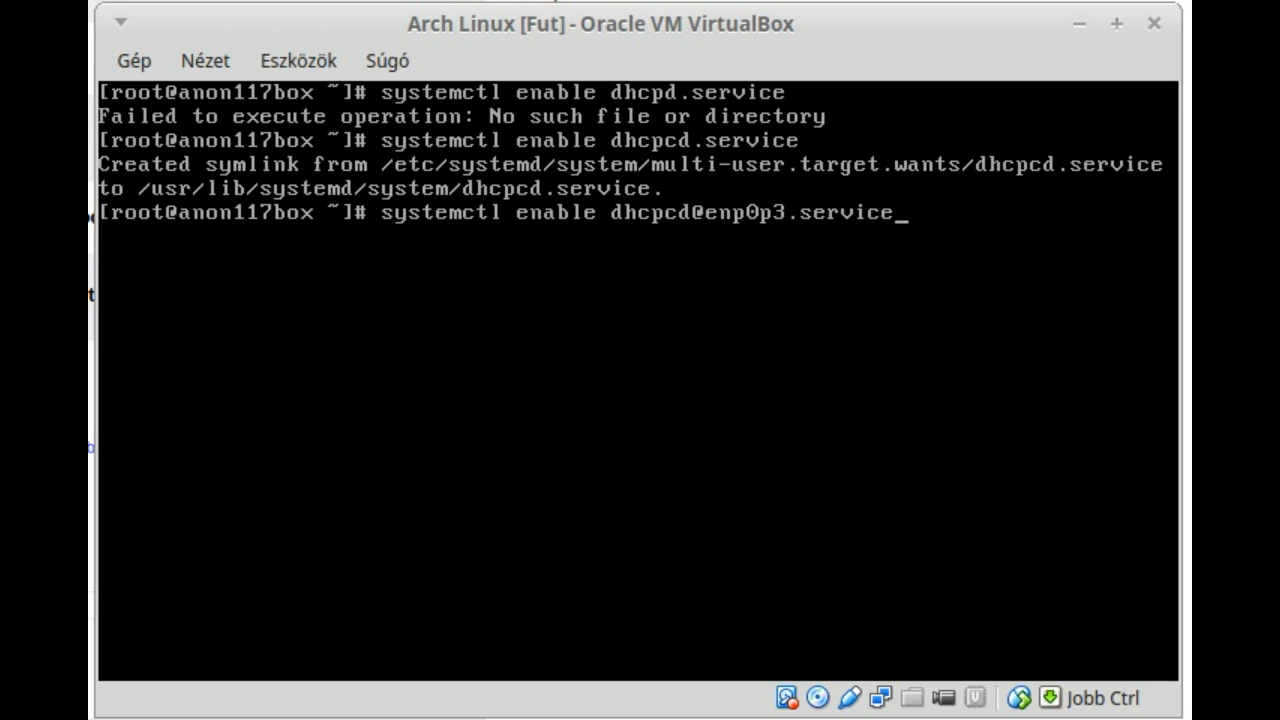 Arch Linux [Fut] - Oracle VM VirtualBox
Gép Nézet Eszközök Súgó
[root@anon117box ~]# systemctl enable dhcpd.service
Failed to execute operation: No such file or directory
[root@anon117box ~]# systemctl enable dhcpcd.service
Created symlink from /etc/systemd/system/multi-user.target.wants/dhcpcd.service
to /usr/lib/systemd/system/dhcpcd.service.
[root@anon117box ~]# systemctl enable dhcpcd@enp0p3.service_
Jobb Ctrl